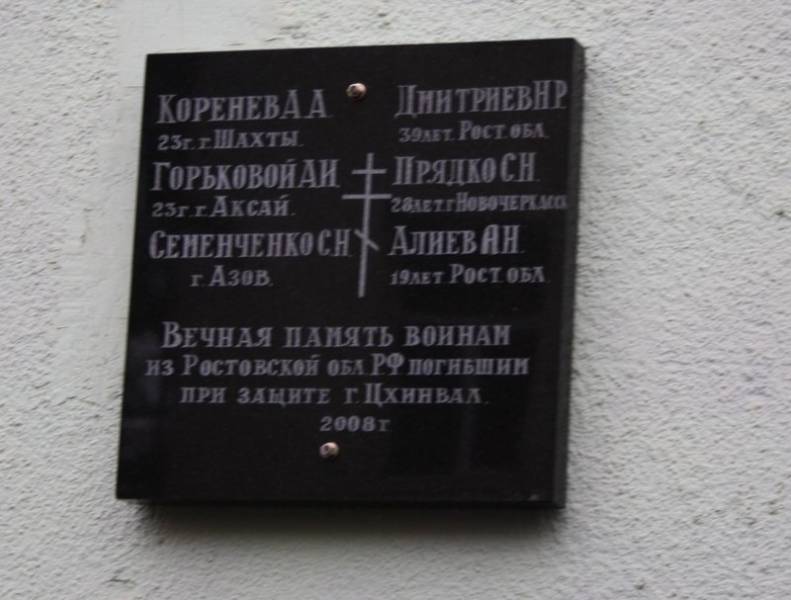 КОРЕНЕВ А.А.
23г. г. ШАХТЫ.
ГОРЬКОВОЙ А.И
23г. г. АКСАЙ.
СЕМЕНЧЕНКО С.Н
г. АЗОВ.
ДМИТРИЕВ Н.Р
39лет. РОСТ. ОБЛ.
ПРЯДКО С.Н.
28лет г НОВОЧЕРКАССК
АЛИЕВ А.Н.
19лет РОСТ. ОБЛ.
ВЕЧНАЯ ПАМЯТЬ ВОИНАМ
ИЗ РОСТОВСКОЙ ОБЛ. РФ ПОГИБШИМ
ПРИ ЗАЩИТЕ Г. ЦХИНВАЛ.
2008 г